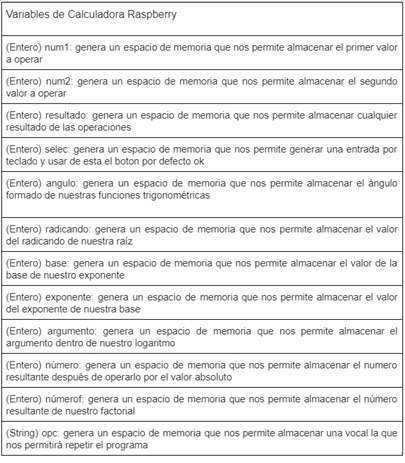 Variables de Calculadora Raspberry
(Entero) num1: genera un espacio de memoria que nos permite almacenar el primer valor
a operar
(Entero) num2: genera un espacio de memoria que nos permite almacenar el segundo
valor a operar
(Entero) resultado: genera un espacio de memoria que nos permite almacenar cualquier
resultado de las operaciones
(Entero) selec: genera un espacio de memoria que nos permite generar una entrada por
teclado y usar de esta el boton por defecto ok
(Entero) angulo: genera un espacio de memoria que nos permite almacenar el ángulo
formado de nuestras funciones trigonométricas
(Entero) radicando: genera un espacio de memoria que nos permite almacenar el valor
del radicando de nuestra raíz
(Entero) base: genera un espacio de memoria que nos permite almacenar el valor de la
base de nuestro exponente
(Entero) exponente: genera un espacio de memoria que nos permite almacenar el valor
del exponente de nuestra base
(Entero) argumento: genera un espacio de memoria que nos permite almacenar el
argumento dentro de nuestro logaritmo
(Entero) número: genera un espacio de memoria que nos permite almacenar el numero
resultante después de operarlo por el valor absoluto
(Entero) númerof: genera un espacio de memoria que nos permite almacenar el número
resultante de nuestro factorial
(String) opc: genera un espacio de memoria que nos permite almacenar una vocal la que
nos permitirá repetir el programa